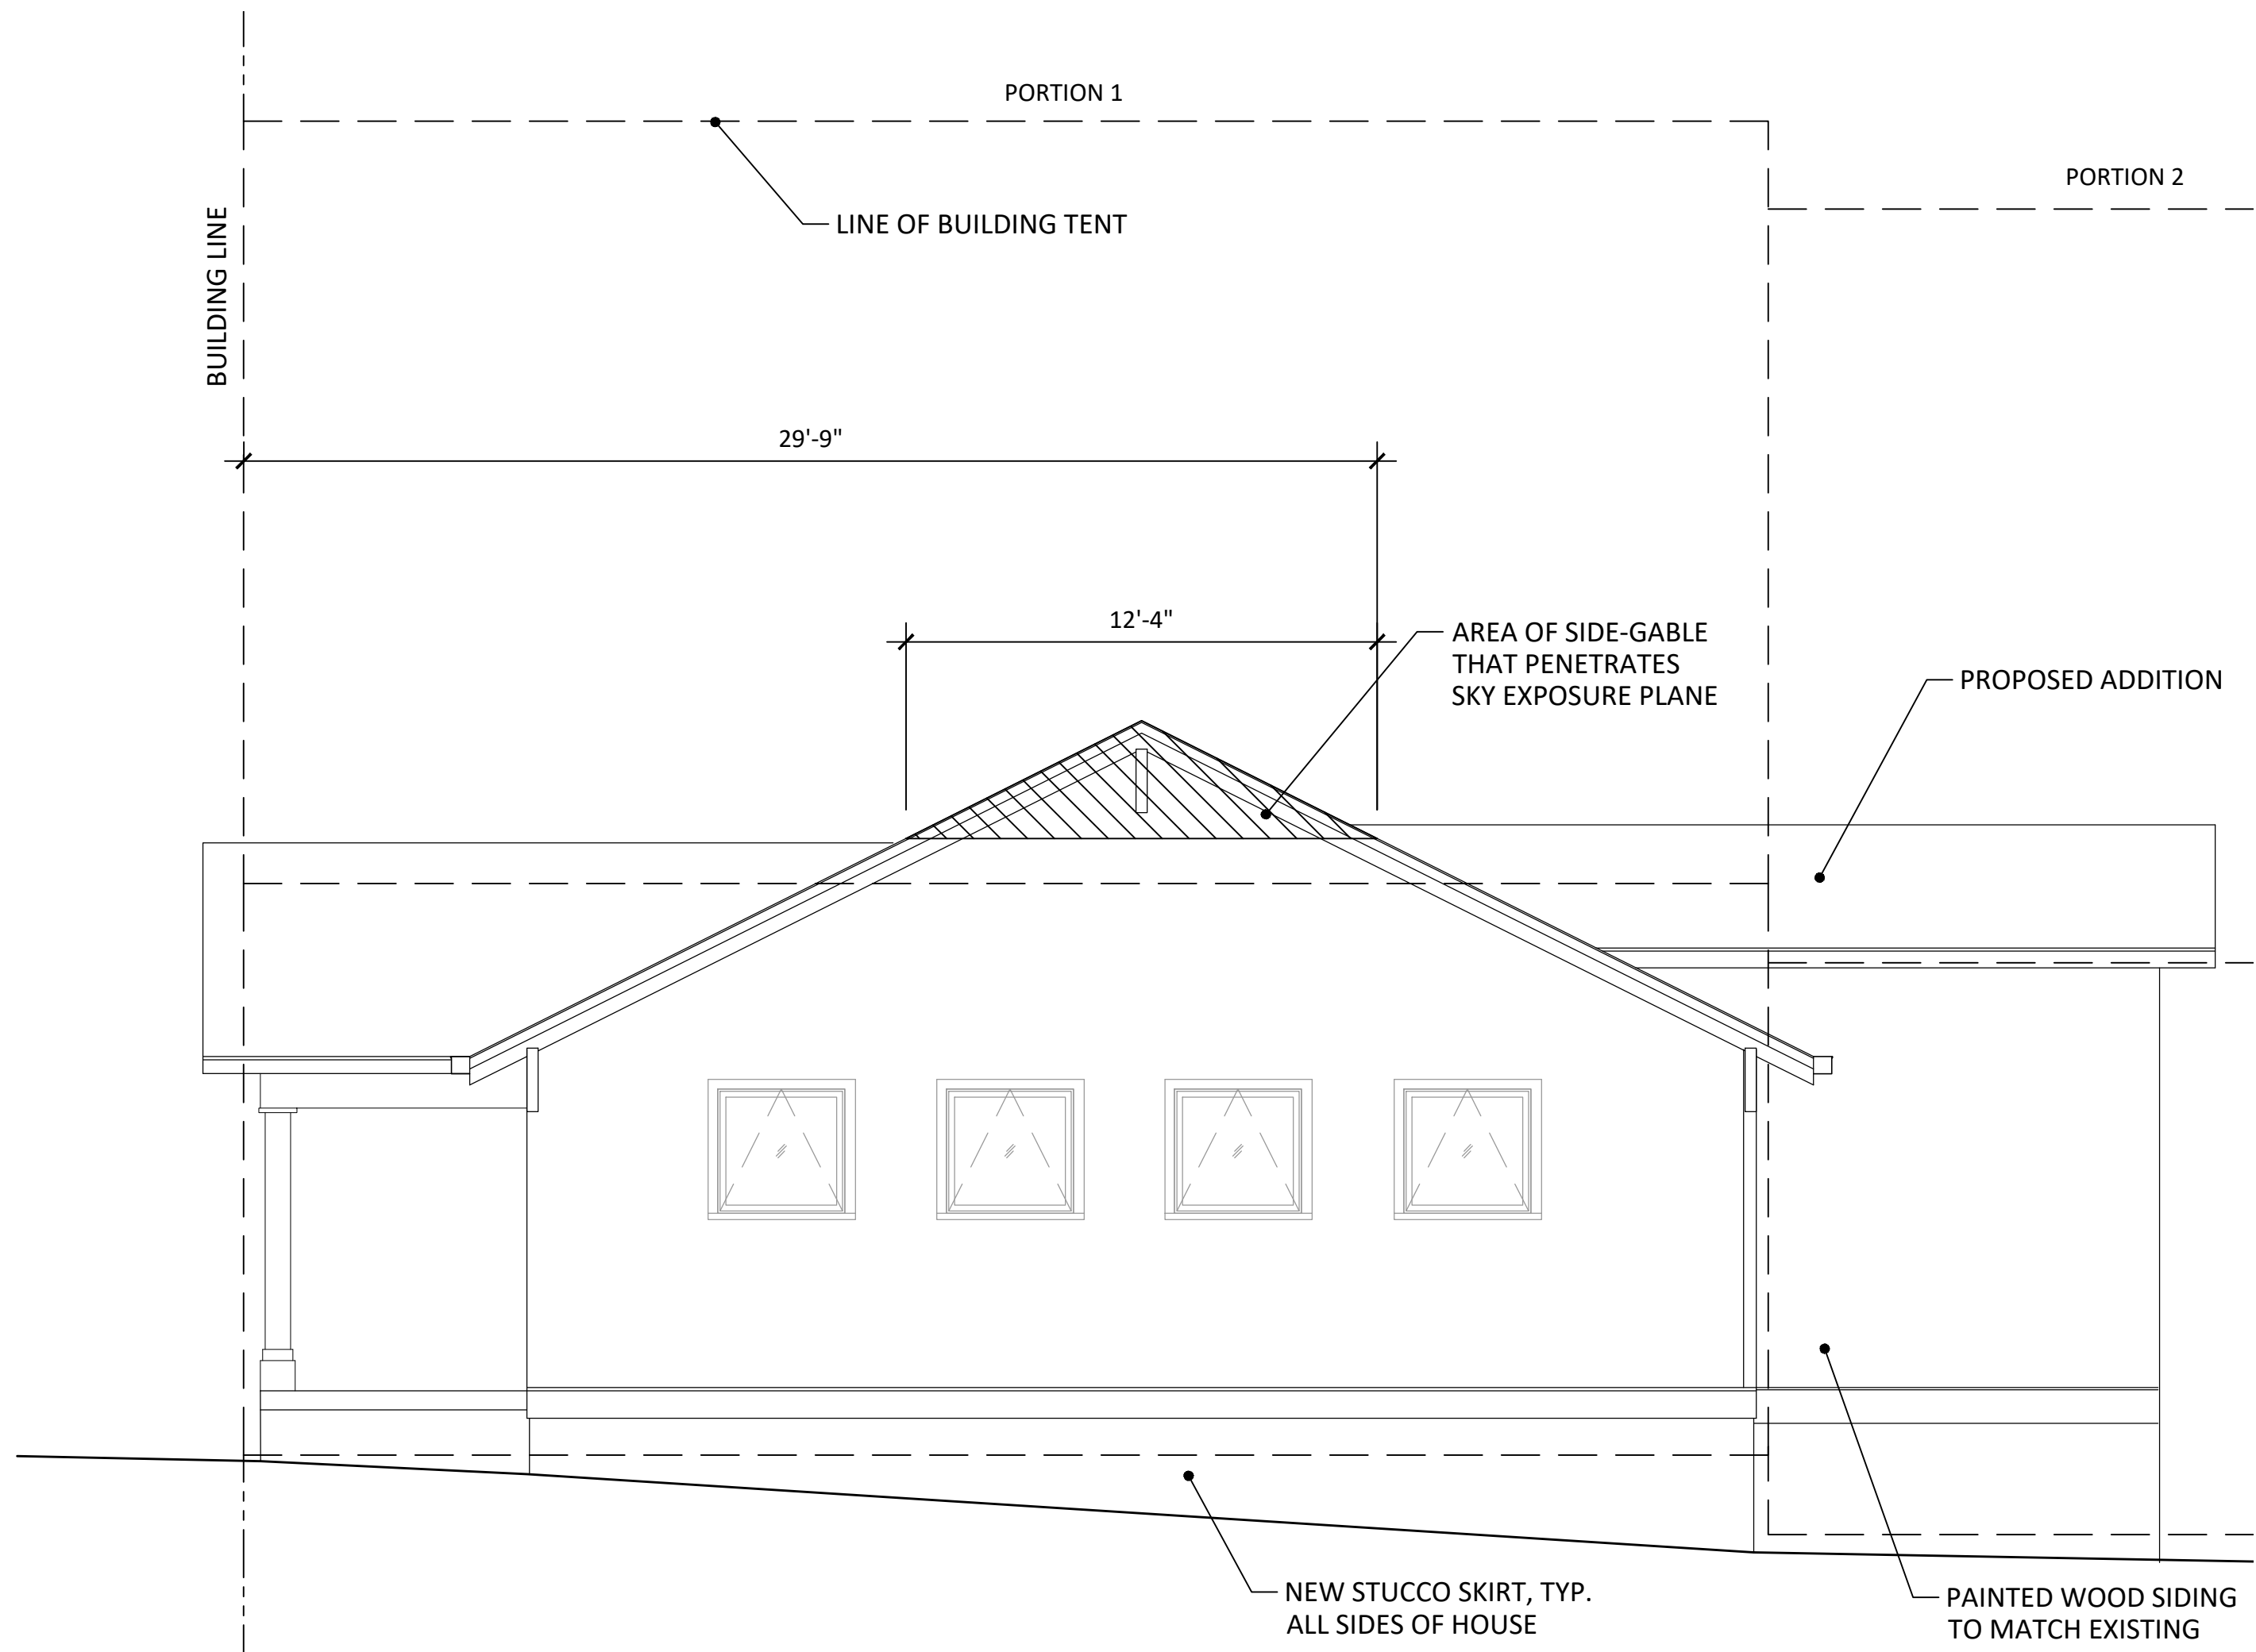 PORTION 1
PORTION 2
LINE OF BUILDING TENT
BUILDING LINE
29'-9"
12'-4"
AREA OF SIDE-GABLE
THAT PENETRATES
SKY EXPOSURE PLANE
PROPOSED ADDITION
NEW STUCCO SKIRT, TYP.
ALL SIDES OF HOUSE
PAINTED WOOD SIDING
TO MATCH EXISTING